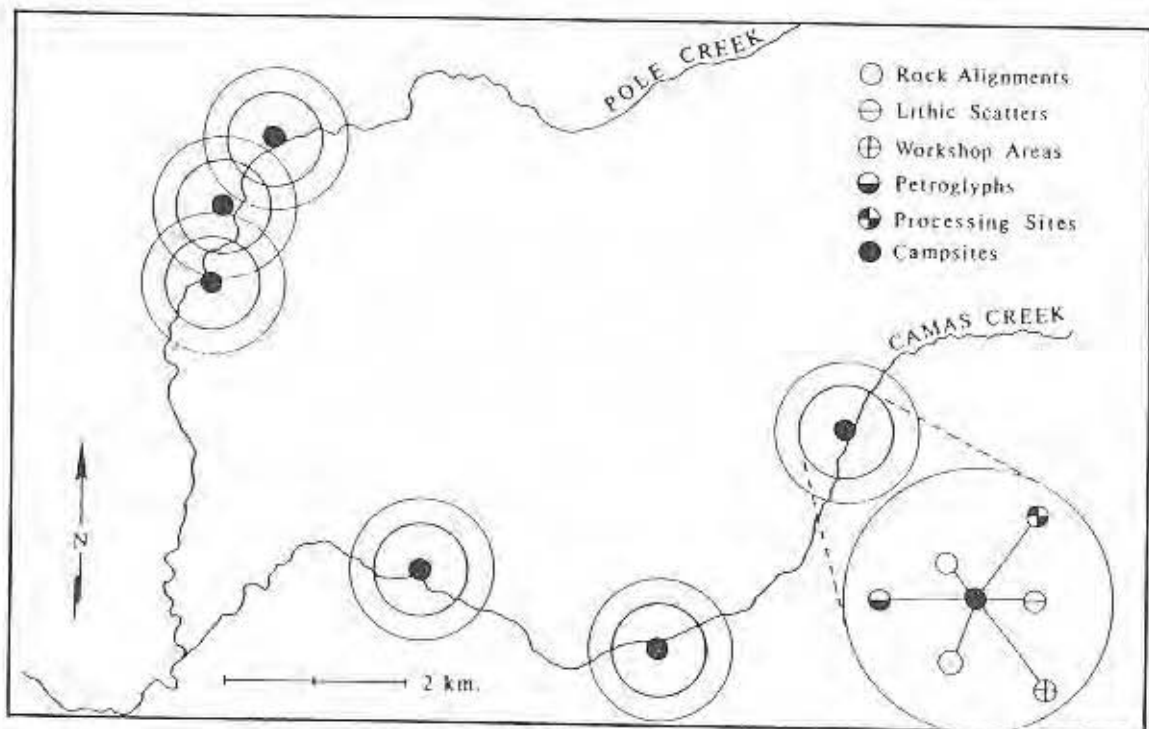 POLE CREEK
Rock Alignments
Lithic Scatters
Workshop Areas
Petroglyphs
Processing Sites
Campsites
CAMAS CREEK
N
2 km.